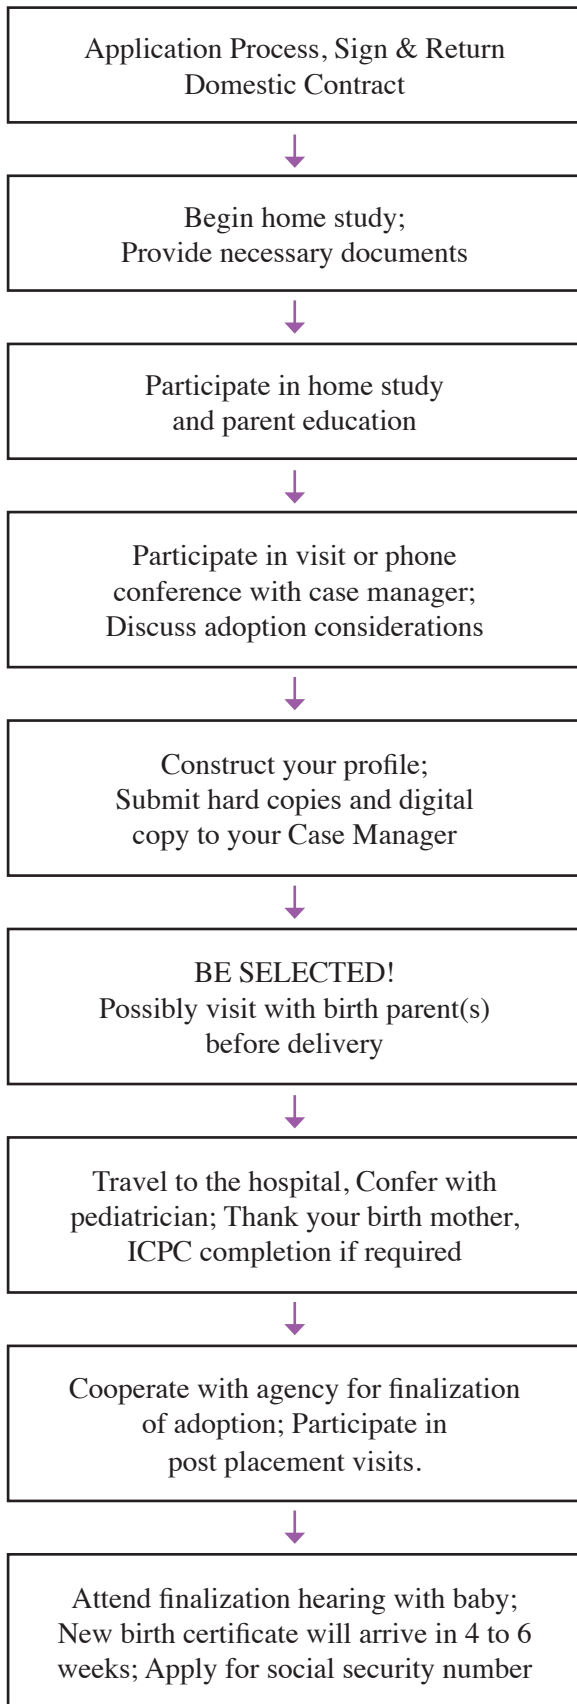 Application Process, Sign & Return
Domestic Contract
Begin home study;
Provide necessary documents
Participate in home study
and parent education
Participate in visit or phone
conference with case manager;
Discuss adoption considerations
Construct your profile;
Submit hard copies and digital
copy to your Case Manager
BE SELECTED!
Possibly visit with birth parent(s)
before delivery
Travel to the hospital, Confer with
pediatrician; Thank your birth mother,
ICPC completion if required
Cooperate with agency for finalization
of adoption; Participate in
post placement visits.
Attend finalization hearing with baby;
New birth certificate will arrive in 4 to 6
weeks; Apply for social security number